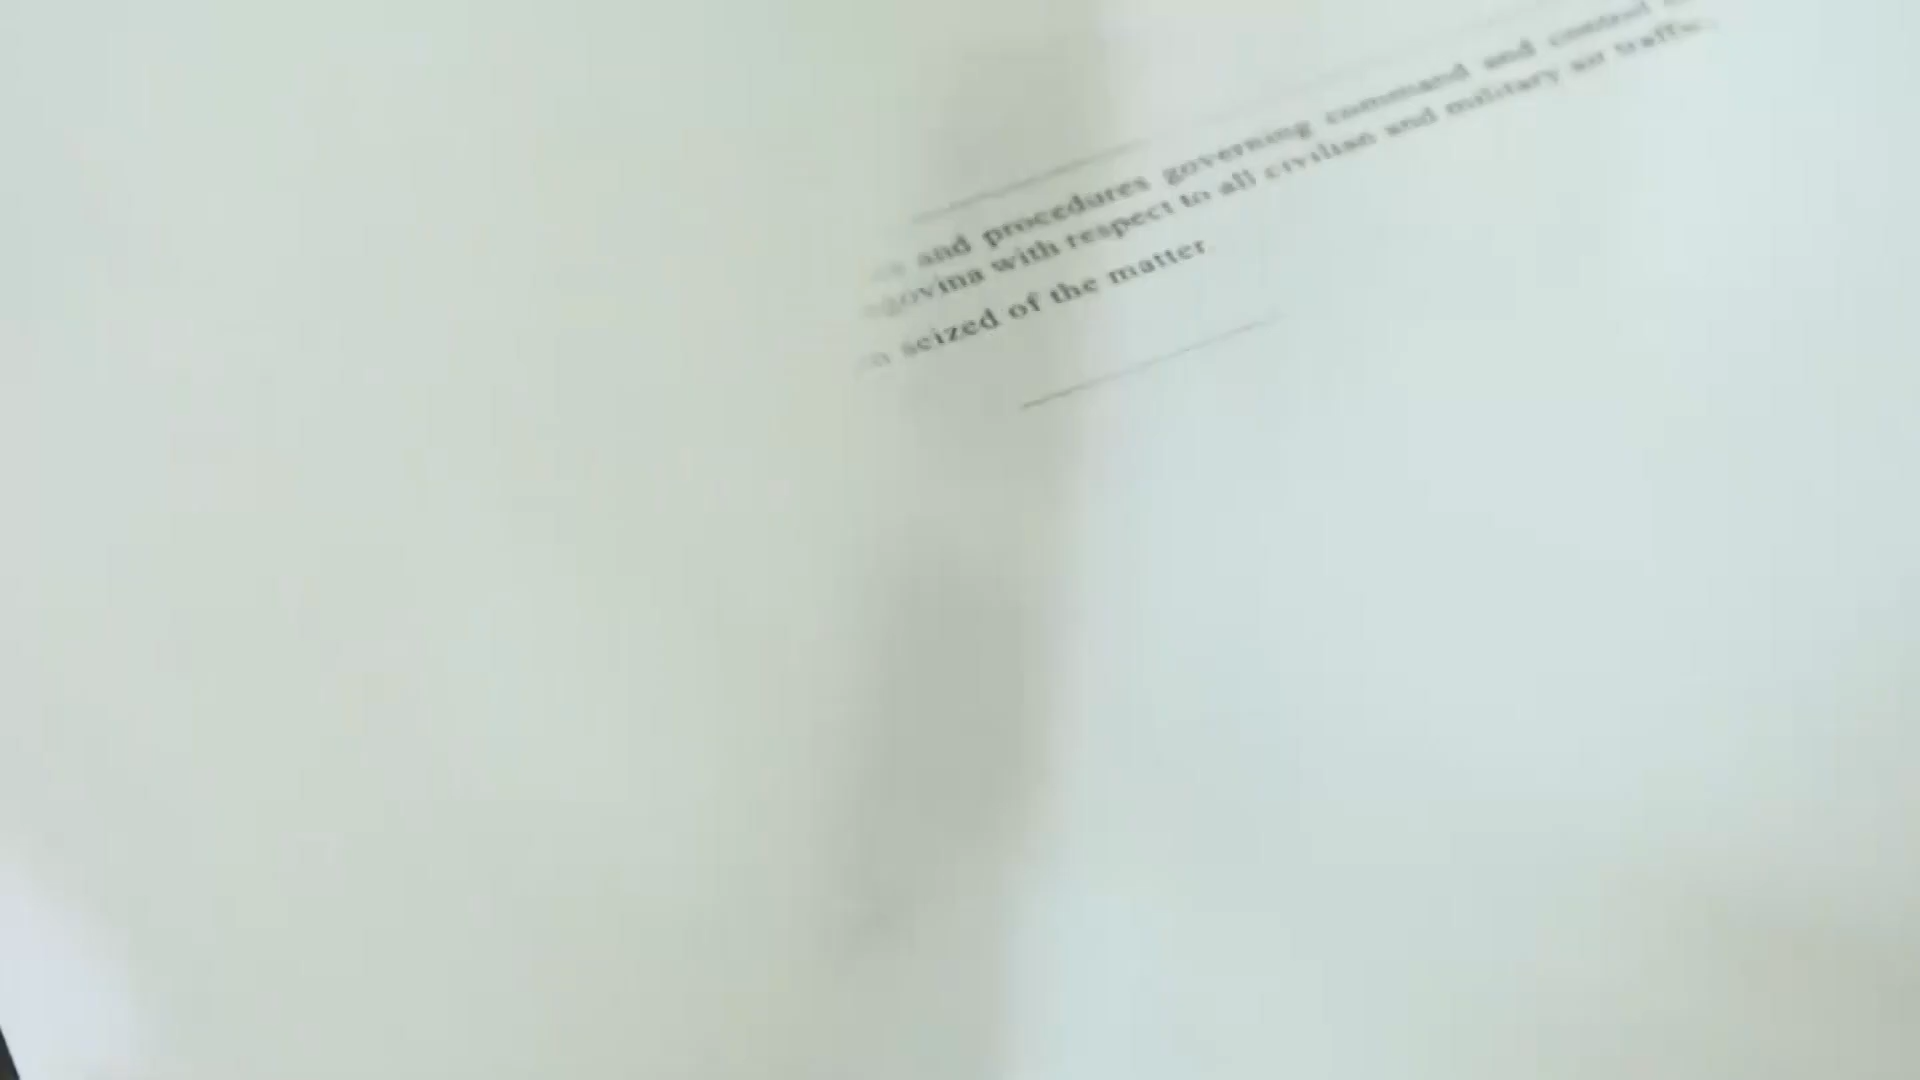 and procedures governing command and control
govina with respect to all civilian and military air traffic.
seized of the matter.